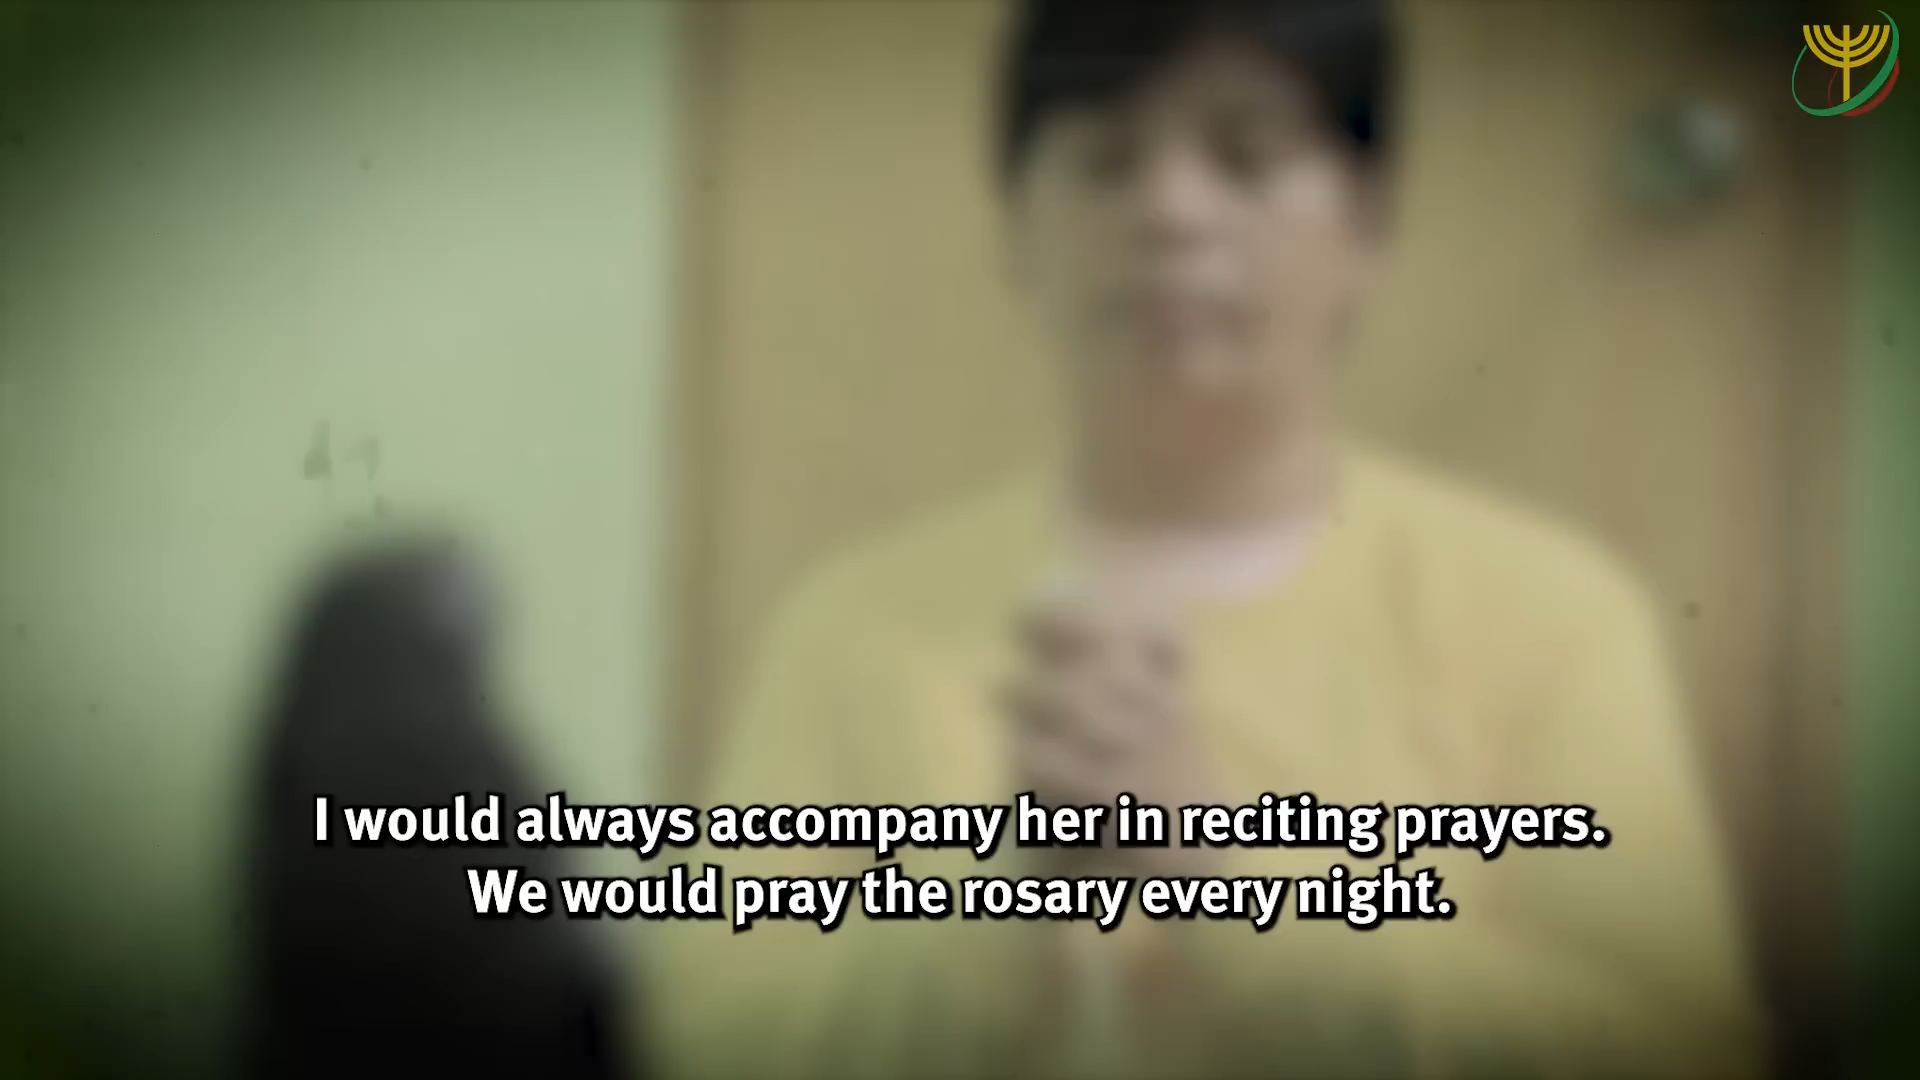 I would always accompany her in reciting prayers.
We would pray the rosary every night.